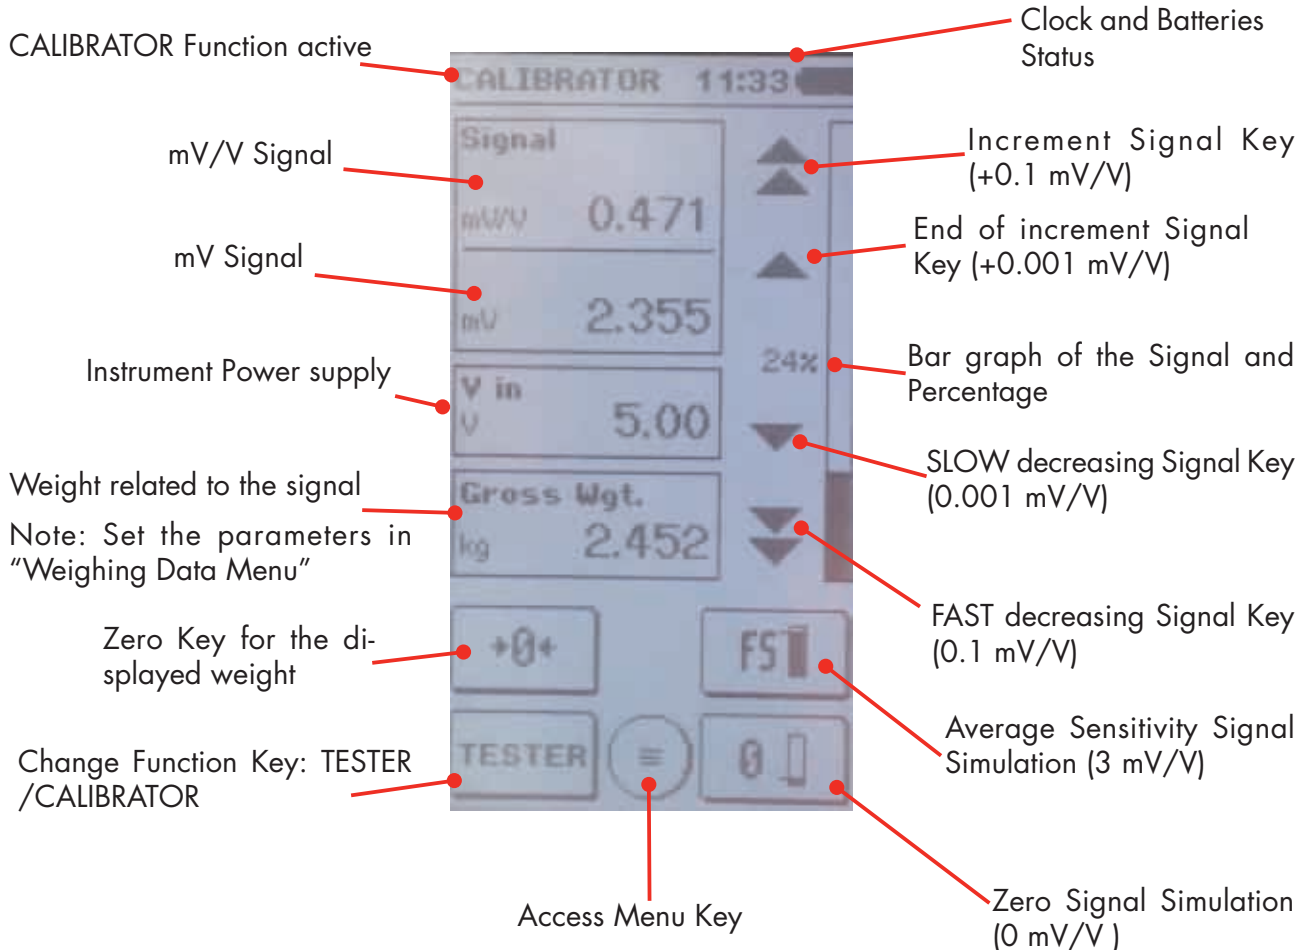 CALIBRATOR Function active
mV/V Signal
mV Signal
Instrument Power supply
Weight related to the signal
Note: Set the parameters in
“Weighing Data Menu”
Zero Key for the di-
splayed weight
Change Function Key: TESTER
/CALIBRATOR
CALIBRATOR 11:33
Signal
mV/V 0.471
mV 2.355
24%
V in
V 5.00
Gross Wgt.
kg 2.452
→0← FS
TESTER ≡ 0
Access Menu Key
Clock and Batteries
Status
Increment Signal Key
(+0.1 mV/V)
End of increment Signal
Key (+0.001 mV/V)
Bar graph of the Signal and
Percentage
SLOW decreasing Signal Key
(0.001 mV/V)
FAST decreasing Signal Key
(0.1 mV/V)
Average Sensitivity Signal
Simulation (3 mV/V)
Zero Signal Simulation
(0 mV/V )